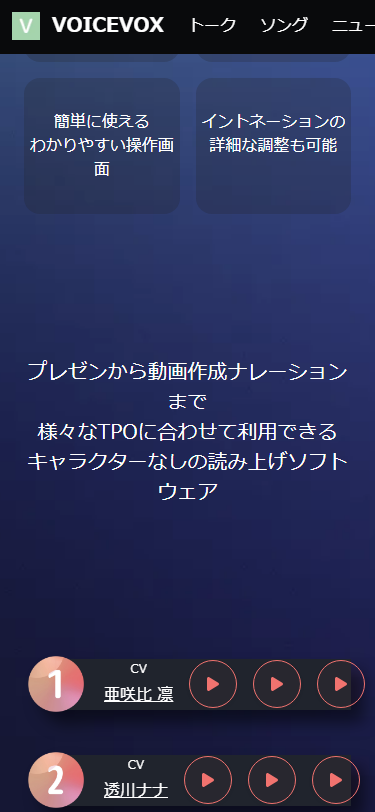 V VOICEVOX トーク ソング ニュー
簡単に使える
わかりやすい操作画
面
イントネーションの
詳細な調整も可能
プレゼンから動画作成ナレーション
まで
様々なTPOに合わせて利用できる
キャラクターなしの読み上げソフト
ウェア
1
CV
亜咲比 凛
2
CV
透川ナナ